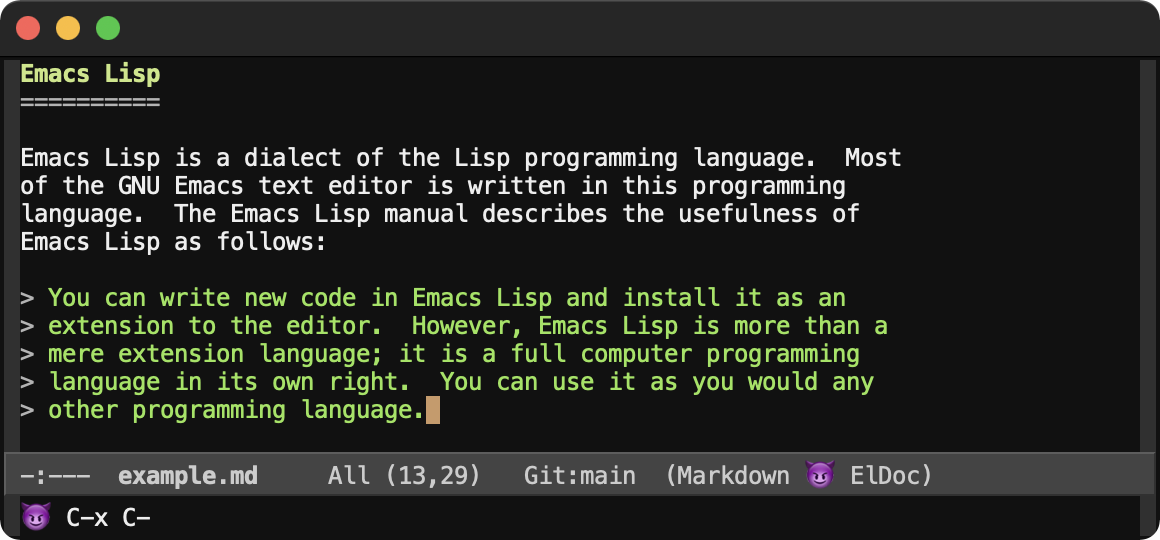 Emacs Lisp
==========

Emacs Lisp is a dialect of the Lisp programming language.  Most
of the GNU Emacs text editor is written in this programming
language.  The Emacs Lisp manual describes the usefulness of
Emacs Lisp as follows:

> You can write new code in Emacs Lisp and install it as an
> extension to the editor.  However, Emacs Lisp is more than a
> mere extension language; it is a full computer programming
> language in its own right.  You can use it as you would any
> other programming language.

-:---  example.md     All (13,29)   Git:main  (Markdown 😈 ElDoc)
😈 C-x C-